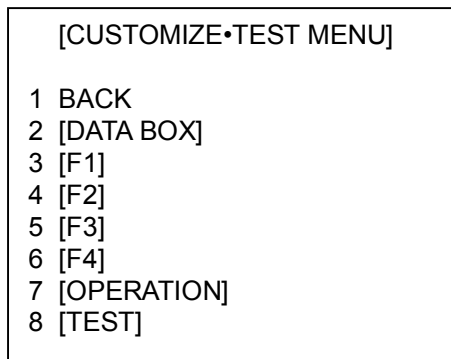 [CUSTOMIZE•TEST MENU]
1 BACK
2 [DATA BOX]
3 [F1]
4 [F2]
5 [F3]
6 [F4]
7 [OPERATION]
8 [TEST]